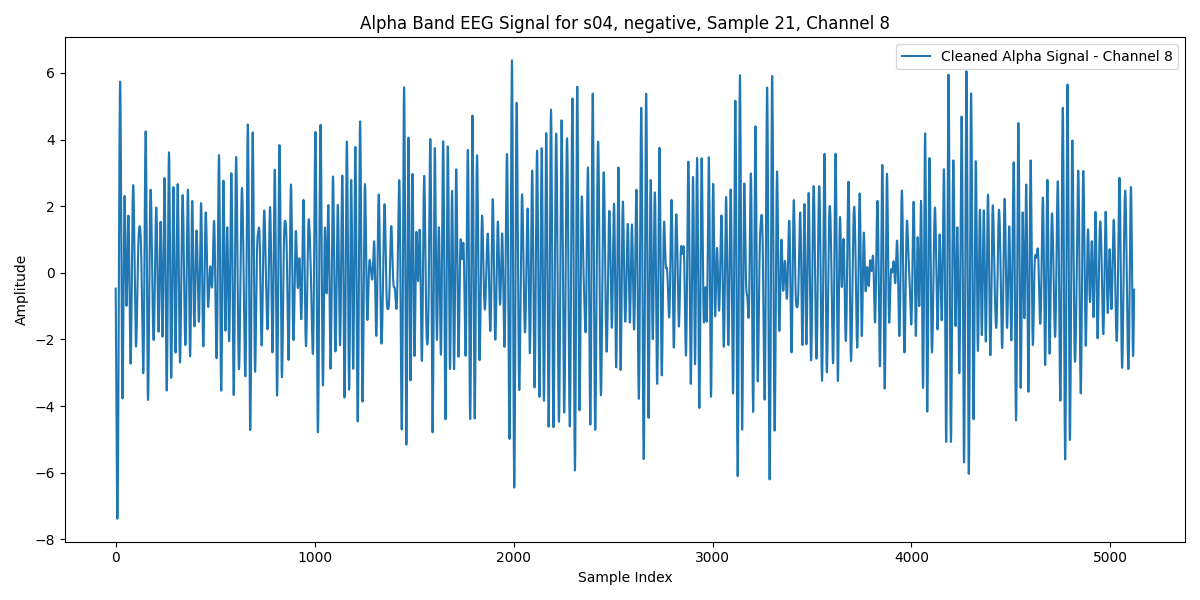 Alpha Band EEG Signal for s04, negative, Sample 21, Channel 8
Cleaned Alpha Signal - Channel 8
6
4
2
0
−2
−4
−6
−8
Amplitude
0 1000 2000 3000 4000 5000
Sample Index